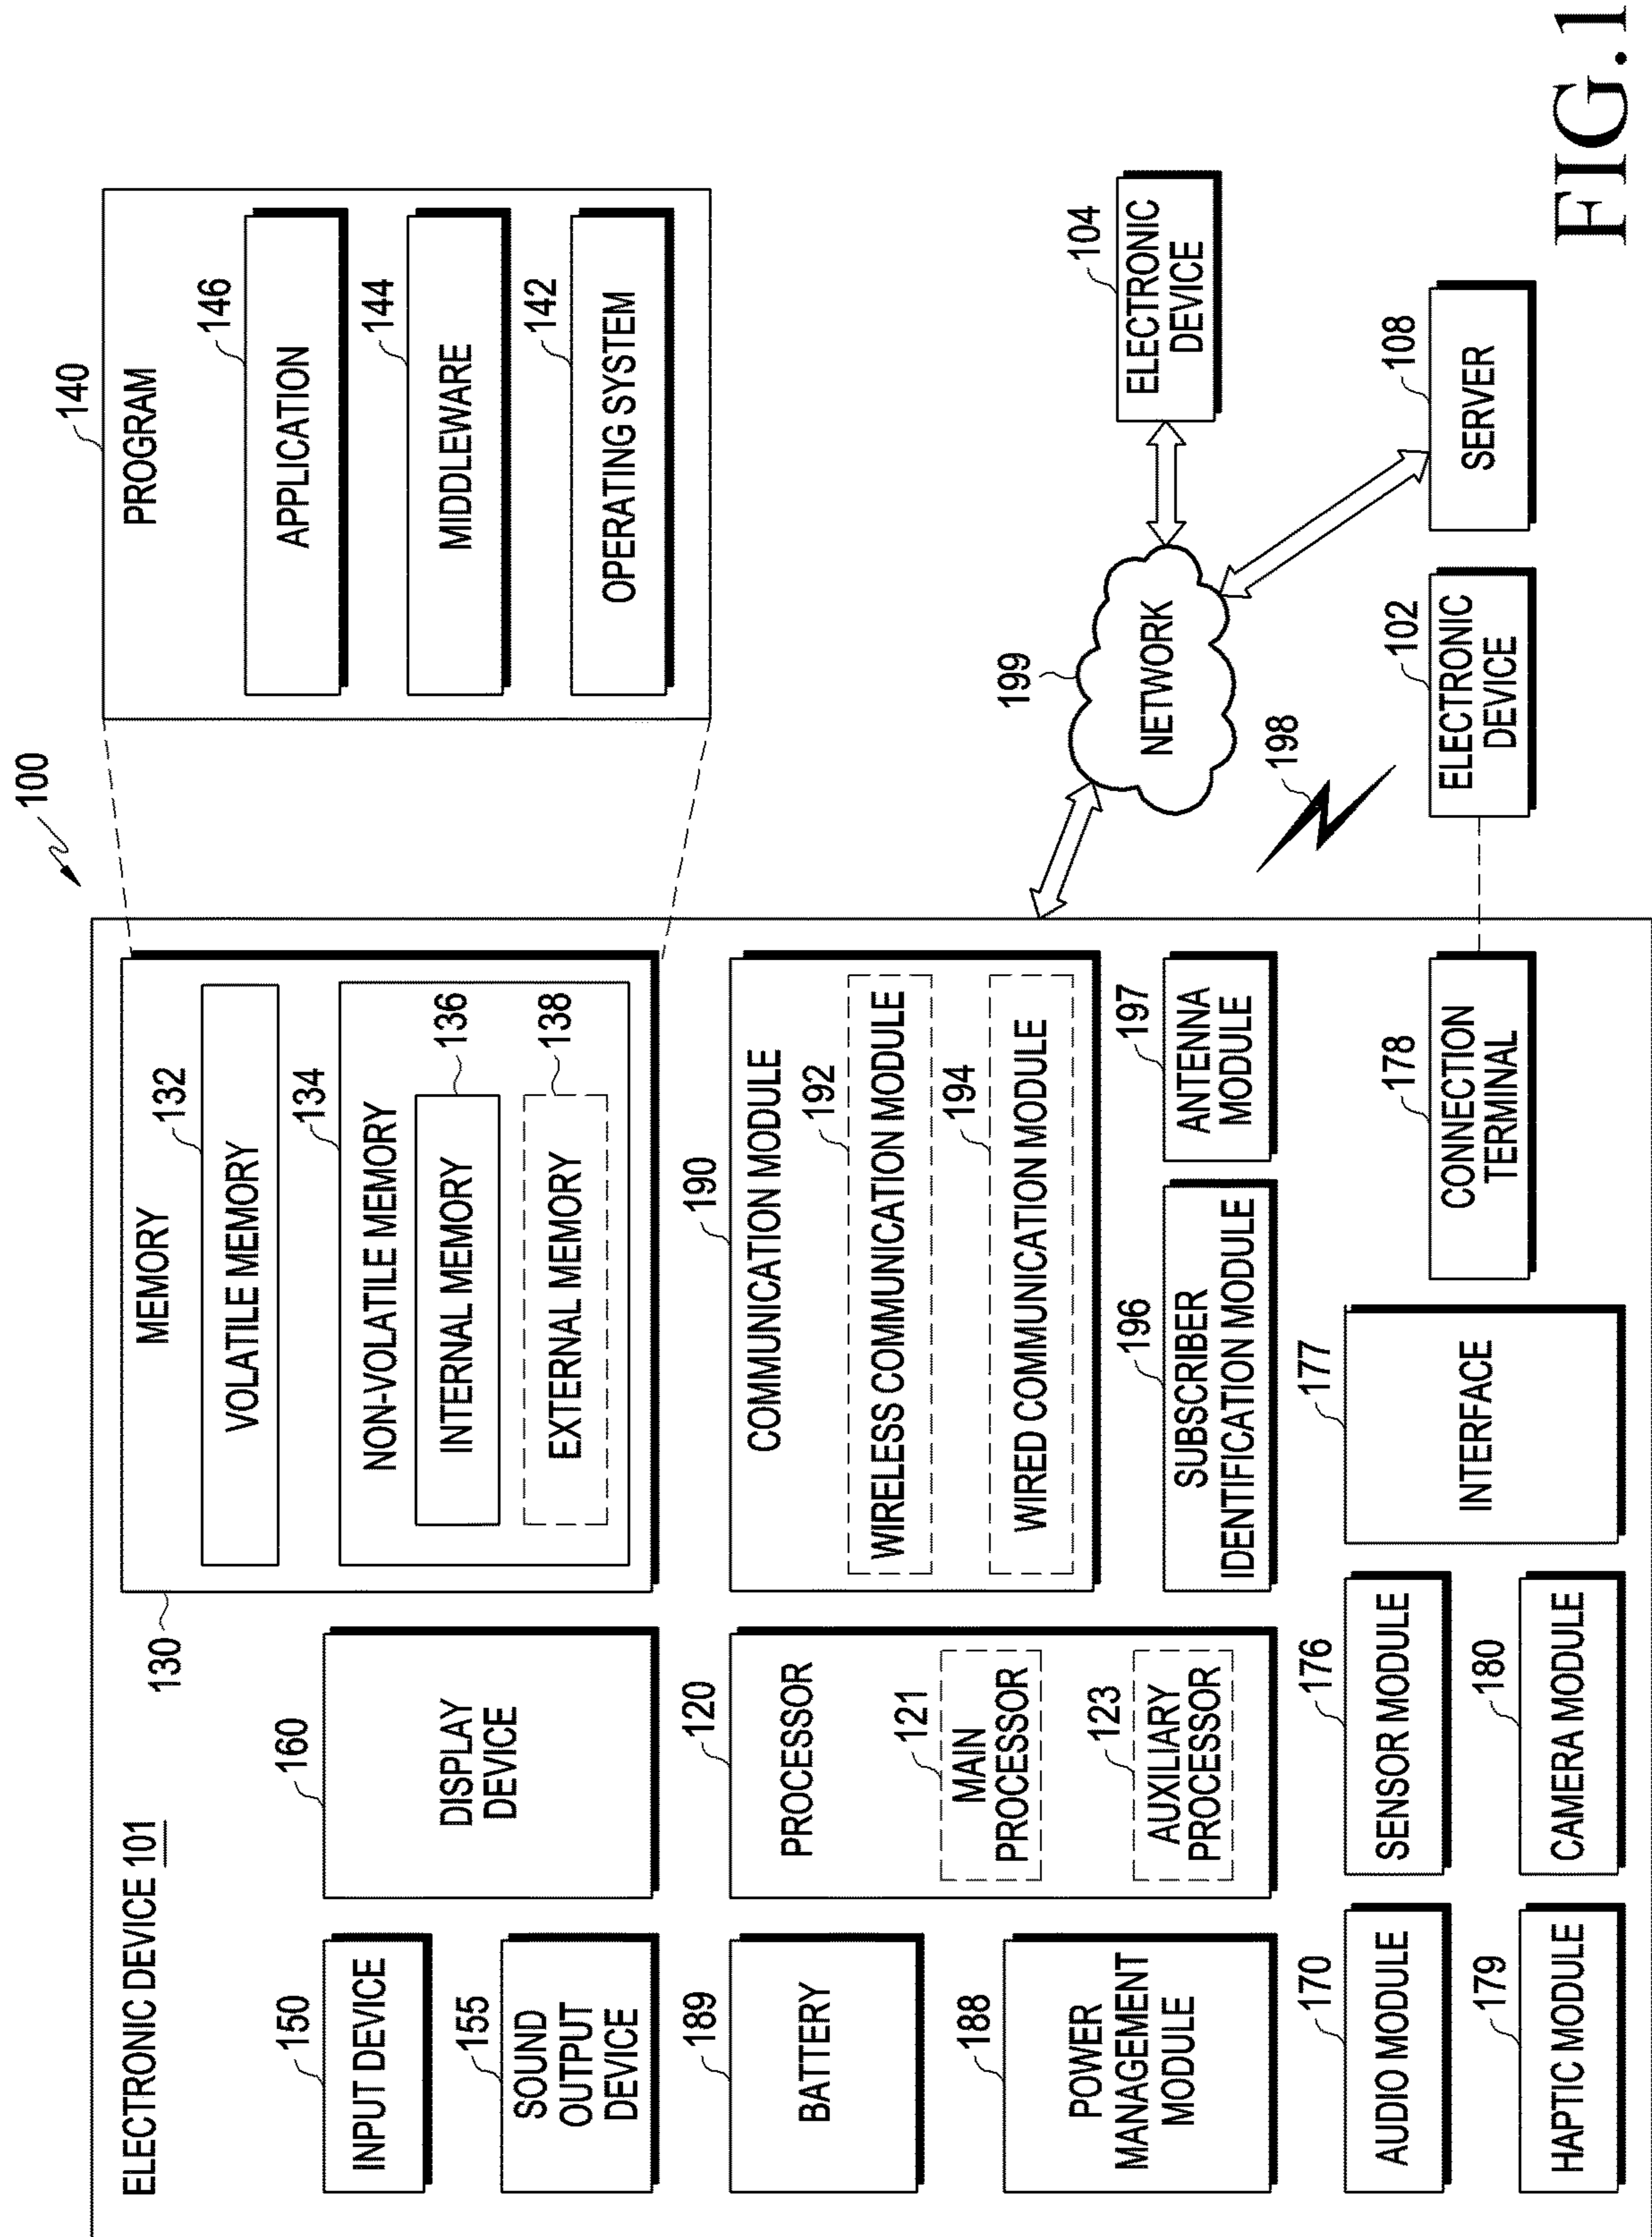 100
ELECTRONIC DEVICE 101
150
INPUT DEVICE
155
SOUND
OUTPUT
DEVICE
160
DISPLAY
DEVICE
130
MEMORY
132
VOLATILE MEMORY
134
NON-VOLATILE MEMORY
136
INTERNAL MEMORY
138
EXTERNAL MEMORY
140
PROGRAM
146
APPLICATION
144
MIDDLEWARE
142
OPERATING SYSTEM
189
BATTERY
188
POWER
MANAGEMENT
MODULE
120
PROCESSOR
121
MAIN
PROCESSOR
123
AUXILIARY
PROCESSOR
190
COMMUNICATION MODULE
192
WIRELESS COMMUNICATION MODULE
194
WIRED COMMUNICATION MODULE
196
SUBSCRIBER
IDENTIFICATION MODULE
197
ANTENNA
MODULE
199
NETWORK
104
ELECTRONIC
DEVICE
170
AUDIO MODULE
176
SENSOR MODULE
177
INTERFACE
178
CONNECTION
TERMINAL
198
102
ELECTRONIC
DEVICE
108
SERVER
179
HAPTIC MODULE
180
CAMERA MODULE
FIG.1